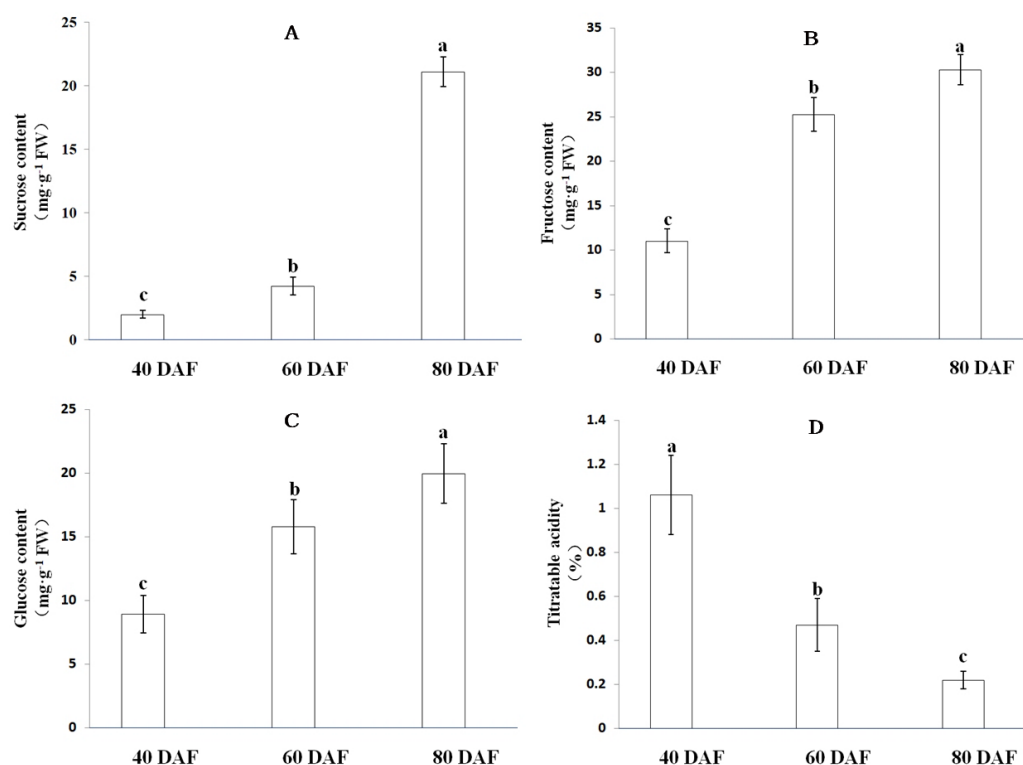 A
Sucrose content
(mg·g-1 FW)
25
20
15
10
5
0
c
b
a
40 DAF 60 DAF 80 DAF
B
Fructose content
(mg·g-1 FW)
35
30
25
20
15
10
5
0
c
b
a
40 DAF 60 DAF 80 DAF
C
Glucose content
(mg·g-1 FW)
25
20
15
10
5
0
c
b
a
40 DAF 60 DAF 80 DAF
D
Titratable acidity
(%)
1.4
1.2
1
0.8
0.6
0.4
0.2
0
a
b
c
40 DAF 60 DAF 80 DAF